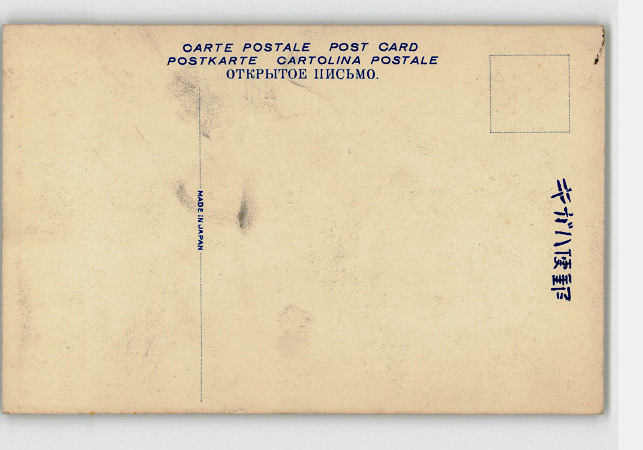 CARTE POSTALE POST CARD
POSTKARTE CARTOLINA POSTALE
ОТКРЫТОЕ ПИСЬМО.
MADE IN JAPAN
郵便ハガキ